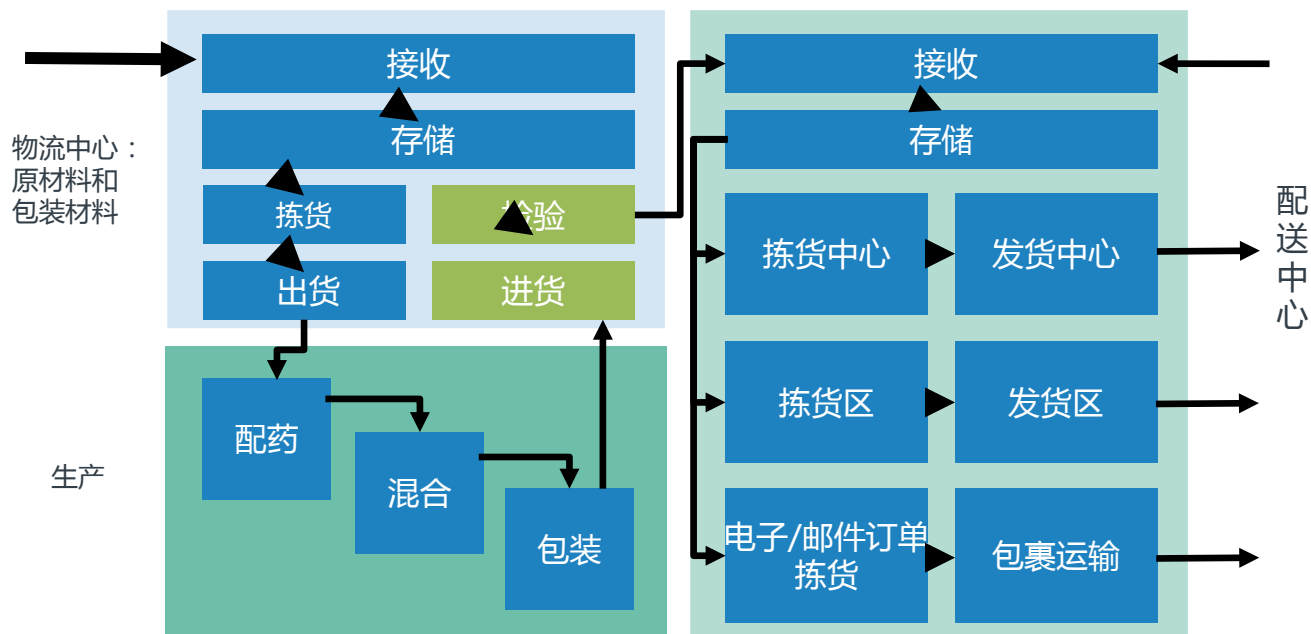 物流中心：
原材料和
包装材料
接收
存储
拣货
检验
出货
进货
生产
配药
混合
包装
接收
存储
拣货中心
发货中心
拣货区
发货区
电子/邮件订单
拣货
包裹运输
配
送
中
心